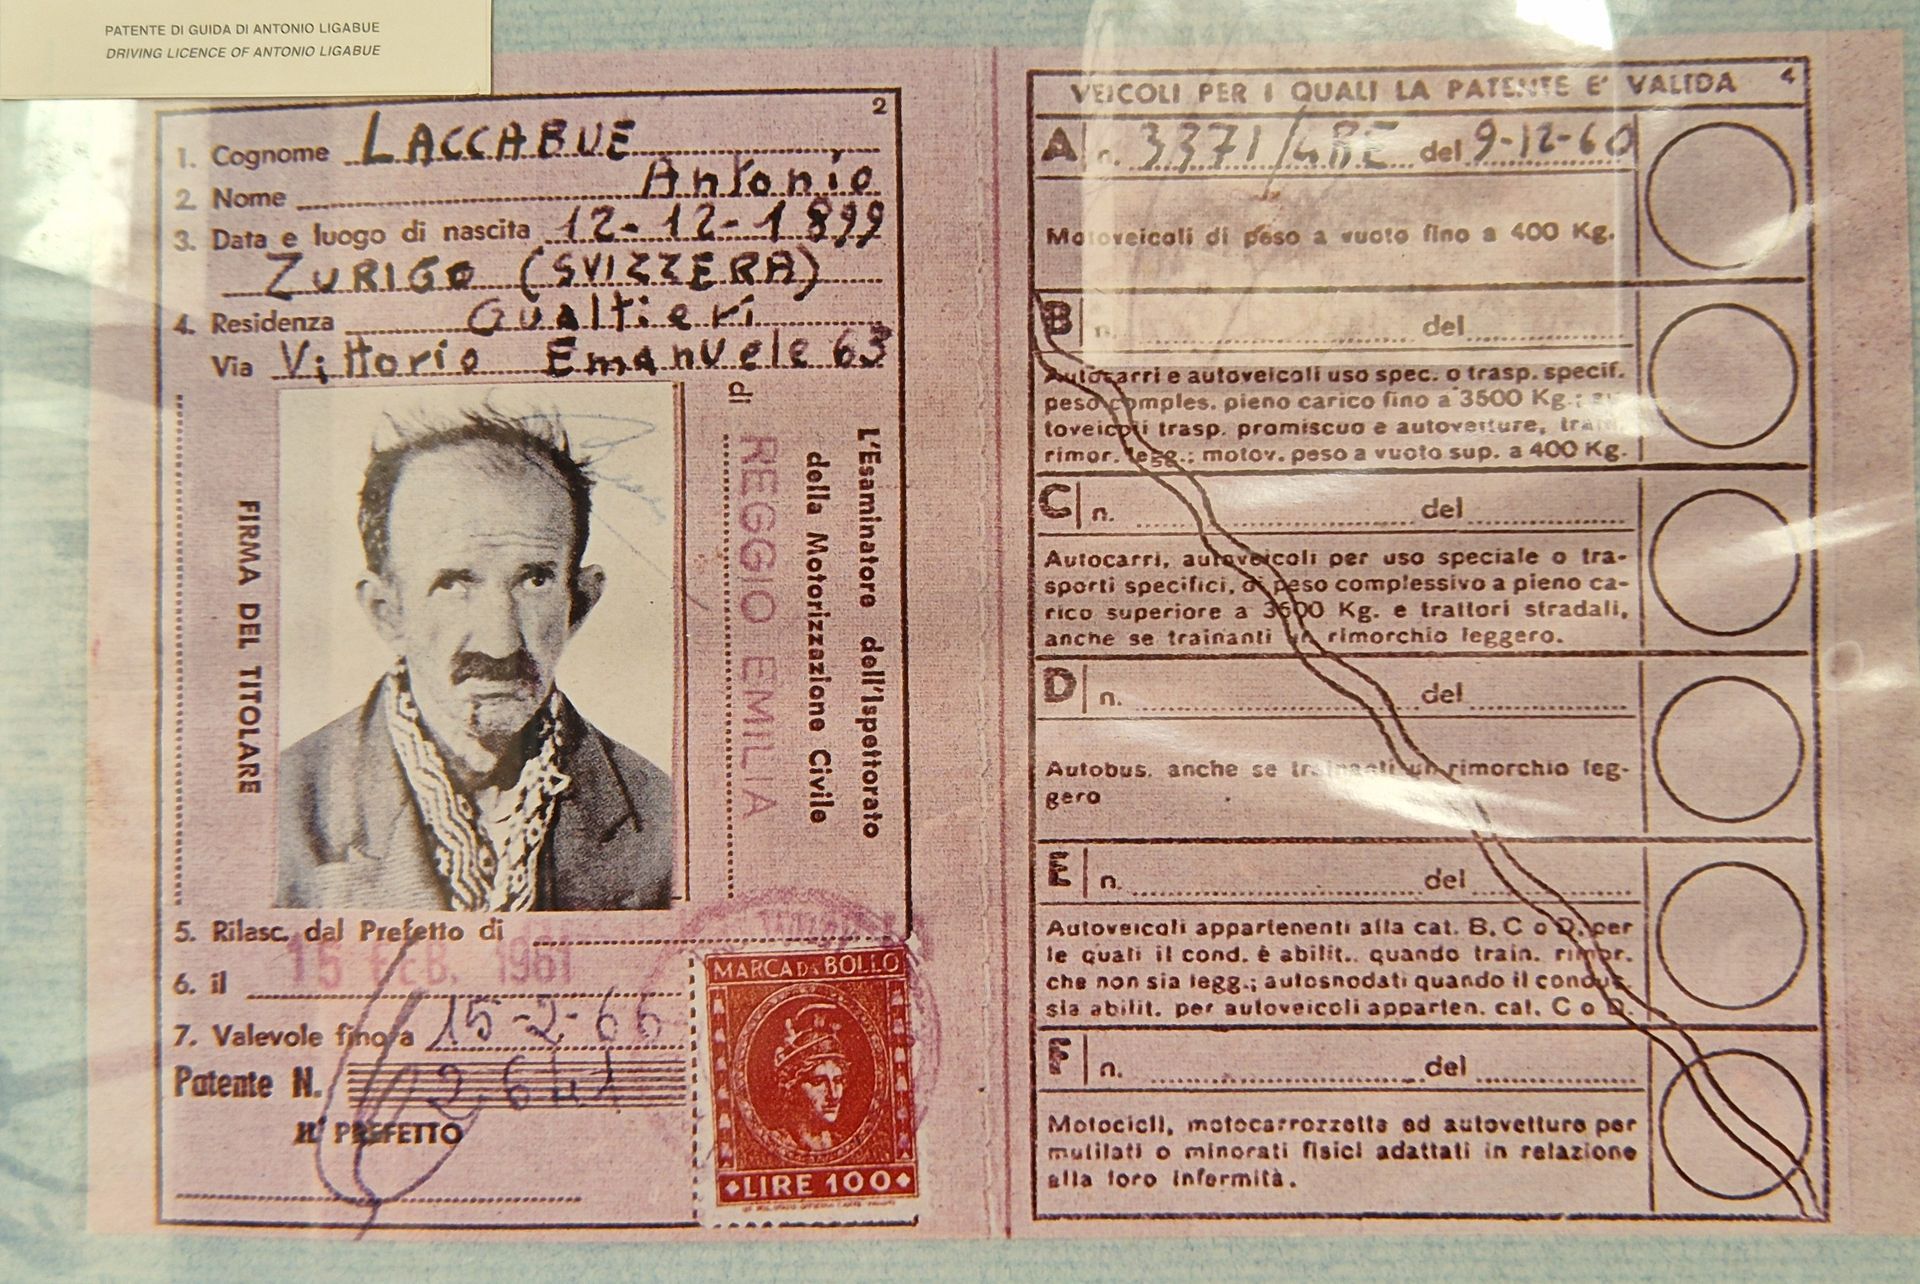 PATENTE DI GUIDA DI ANTONIO LIGABUE
DRIVING LICENCE OF ANTONIO LIGABUE
2
1. Cognome LACCABUE
2. Nome Antonio
3. Data e luogo di nascita 12-12-1899
ZURIGO (SVIZZERA)
4. Residenza Gualtieri
Via Vittorio Emanuele 63
FIRMA DEL TITOLARE
L'Esaminatore dell'Ispettorato
della Motorizzazione Civile
di REGGIO EMILIA
5. Rilasc. dal Prefetto di
15 FEB. 1961
6. il
7. Valevole fino a 15-2-66
Patente N.
IL PREFETTO
MARCA DA BOLLO
LIRE 100
VEICOLI PER I QUALI LA PATENTE E' VALIDA 4
A n. 3371/GRE del 9-12-60
Motoveicoli di peso a vuoto fino a 400 Kg.
B n. del
Autocarri e autoveicoli uso spec. o trasp. specif.
peso comples. pieno carico fino a 3500 Kg.; au-
toveicoli trasp. promiscuo e autovetture, train.
rimor. legg.; motov. peso a vuoto sup. a 400 Kg.
C n. del
Autocarri, autoveicoli per uso speciale o tra-
sporti specifici, di peso complessivo a pieno ca-
rico superiore a 3500 Kg. e trattori stradali,
anche se trainanti un rimorchio leggero.
D n. del
Autobus. anche se trainanti un rimorchio leg-
gero
E n. del
Autoveicoli appartenenti alla cat. B, C o D, per
le quali il cond. è abilit.. quando train. rimor.
che non sia legg.; autosnodati quando il conduc.
sia abilit. per autoveicoli apparten. cat. C o D.
F n. del
Motocicli, motocarrozzette ed autovetture per
mutilati o minorati fisici adattati in relazione
alla loro infermità.